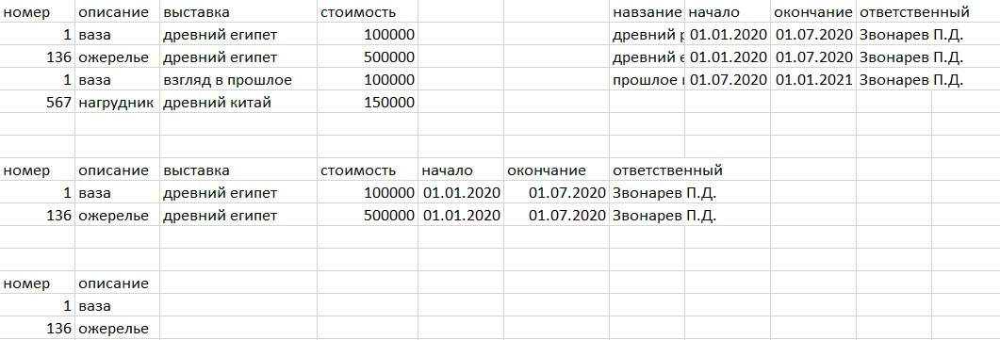 номер описание выставка стоимость навзание начало окончание ответственный
1 ваза древний египет 100000 древний р 01.01.2020 01.07.2020 Звонарев П.Д.
136 ожерелье древний египет 500000 древний е 01.01.2020 01.07.2020 Звонарев П.Д.
1 ваза взгляд в прошлое 100000 прошлое 01.07.2020 01.01.2021 Звонарев П.Д.
567 нагрудник древний китай 150000
номер описание выставка стоимость начало окончание ответственный
1 ваза древний египет 100000 01.01.2020 01.07.2020 Звонарев П.Д.
136 ожерелье древний египет 500000 01.01.2020 01.07.2020 Звонарев П.Д.
номер описание
1 ваза
136 ожерелье